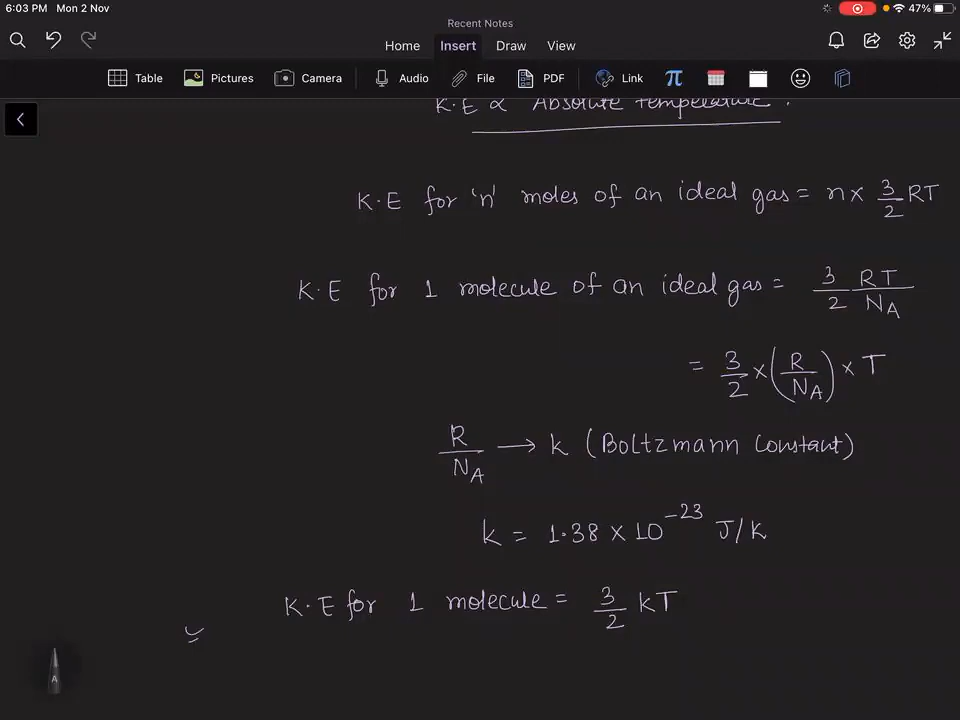 6:03 PM Mon 2 Nov
47%
Recent Notes
Home Insert Draw View
Table Pictures Camera Audio File PDF Link π
K.E ∝ Absolute temperature.
K.E for 'n' moles of an ideal gas = n × 3/2 RT
K.E for 1 molecule of an ideal gas = 3/2 RT/N_A
= 3/2 × (R/N_A) × T
R/N_A → k (Boltzmann constant)
k = 1.38 × 10^-23 J/K
K.E for 1 molecule = 3/2 kT
A